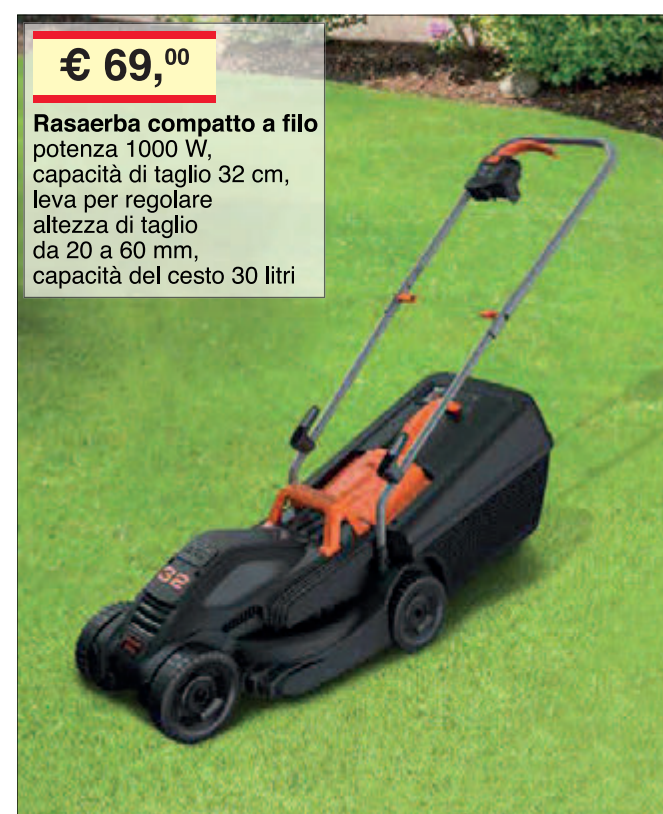 € 69,00
Rasaerba compatto a filo
potenza 1000 W,
capacità di taglio 32 cm,
leva per regolare
altezza di taglio
da 20 a 60 mm,
capacità del cesto 30 litri
32